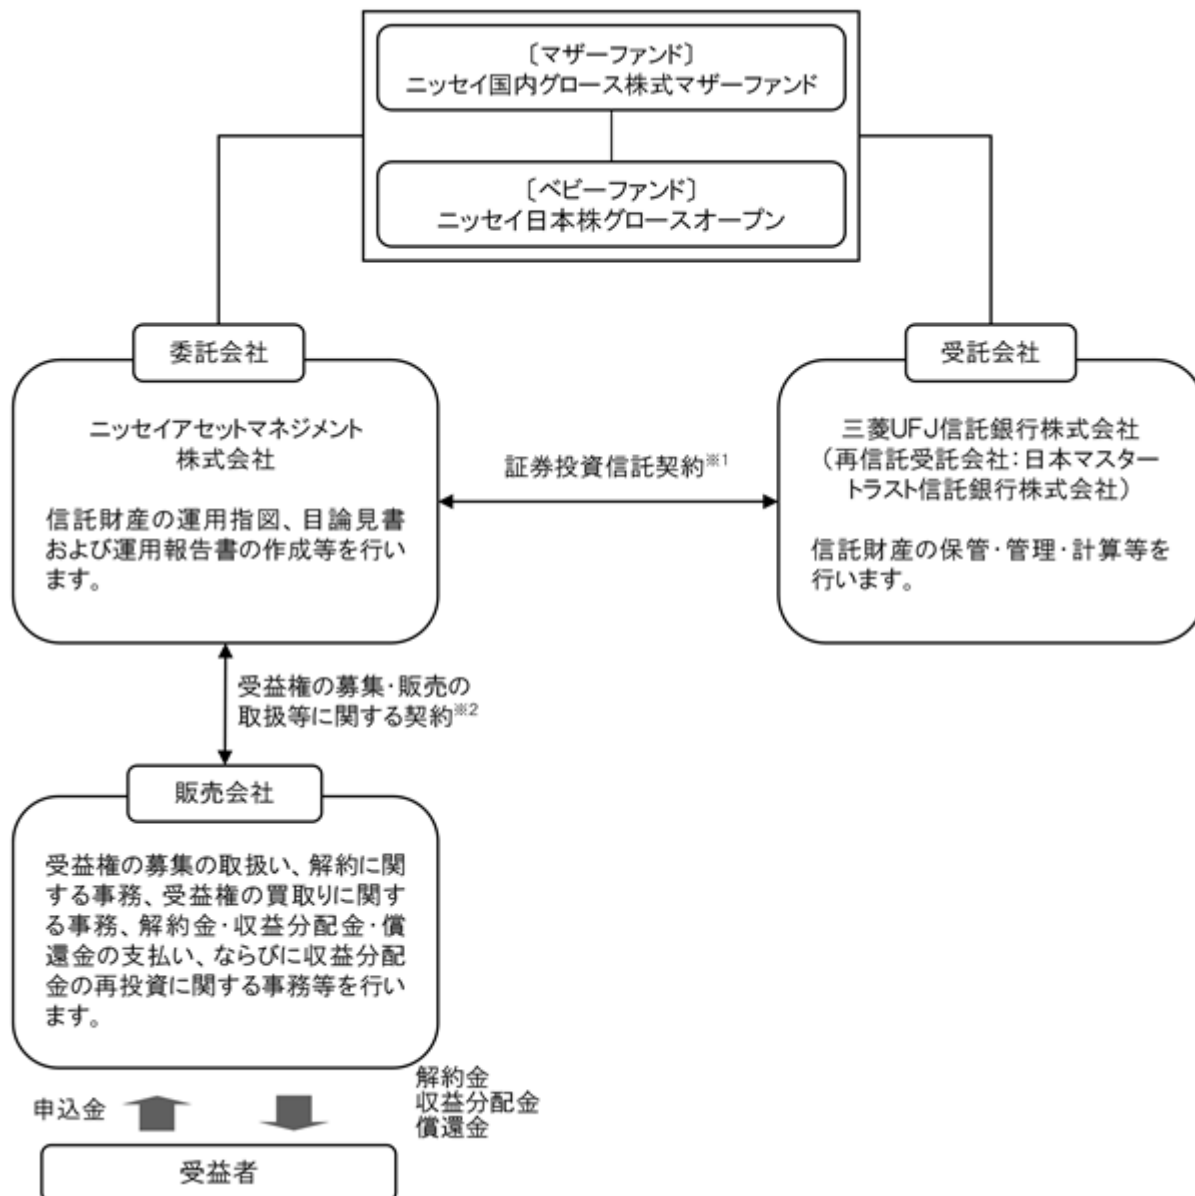 〔マザーファンド〕
ニッセイ国内グロース株式マザーファンド
〔ベビーファンド〕
ニッセイ日本株グロースオープン
委託会社
ニッセイアセットマネジメント
株式会社
信託財産の運用指図、目論見書
および運用報告書の作成等を行い
ます。
証券投資信託契約※1
受託会社
三菱UFJ信託銀行株式会社
（再信託受託会社：日本マスター
トラスト信託銀行株式会社）
信託財産の保管・管理・計算等を
行います。
受益権の募集・販売の
取扱等に関する契約※2
販売会社
受益権の募集の取扱い、解約に関
する事務、受益権の買取りに関す
る事務、解約金・収益分配金・償
還金の支払い、ならびに収益分配
金の再投資に関する事務等を行い
ます。
申込金
解約金
収益分配金
償還金
受益者